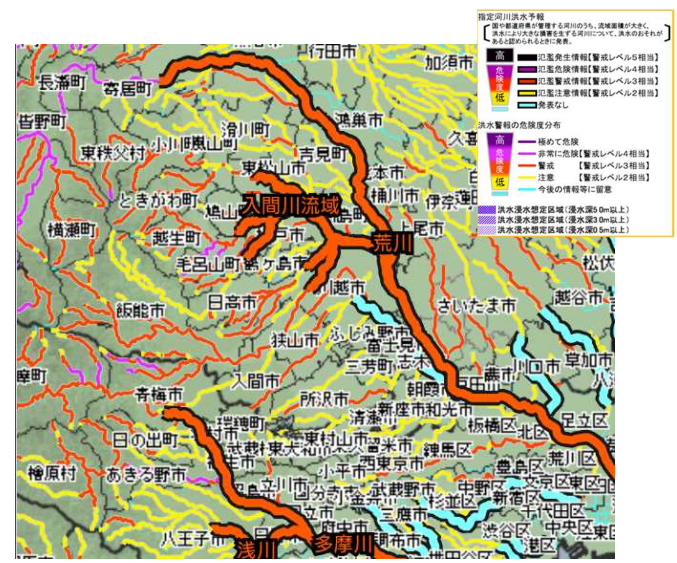 指定河川洪水予報
国や都道府県が管理する河川のうち、流域面積が大きく、
洪水により大きな損害を生ずる河川について、洪水のおそれが
あると認められるときに発表。
高
危険度
低
氾濫発生情報【警戒レベル5相当】
氾濫危険情報【警戒レベル4相当】
氾濫警戒情報【警戒レベル3相当】
氾濫注意情報【警戒レベル2相当】
発表なし
洪水警報の危険度分布
高
危険度
低
極めて危険
非常に危険【警戒レベル4相当】
警戒 【警戒レベル3相当】
注意 【警戒レベル2相当】
今後の情報等に留意
洪水浸水想定区域(浸水深5.0m以上)
洪水浸水想定区域(浸水深3.0m以上)
洪水浸水想定区域(浸水深0.5m以上)
行田市
加須市
長瀞町
寄居町
鴻巣市
皆野町
滑川町
小川町
嵐山町
吉見町
久喜
東秩父村
東松山市
桶川市
ときがわ町
鳩山
入間川流域
横瀬町
越生町
荒川
毛呂山町
鶴ヶ島市
日高市
川越市
さいたま市
越谷市
飯能市
狭山市
ふじみ野市
富士見
三芳町
志木
川口市
草加市
蕨市
戸田市
入間市
朝霞市
青梅市
所沢市
新座市
和光市
足立区
瑞穂町
清瀬市
板橋区
北区
日の出町
東村山市
練馬区
荒川区
檜原村
あきる野市
小平市
西東京市
豊島区
立川市
国分寺市
武蔵野市
中野区
文京区
新宿区
杉並区
三鷹市
千代田区
八王子市
府中市
渋谷区
中央区
江東区
浅川
多摩川
調布市
世田谷区
港区